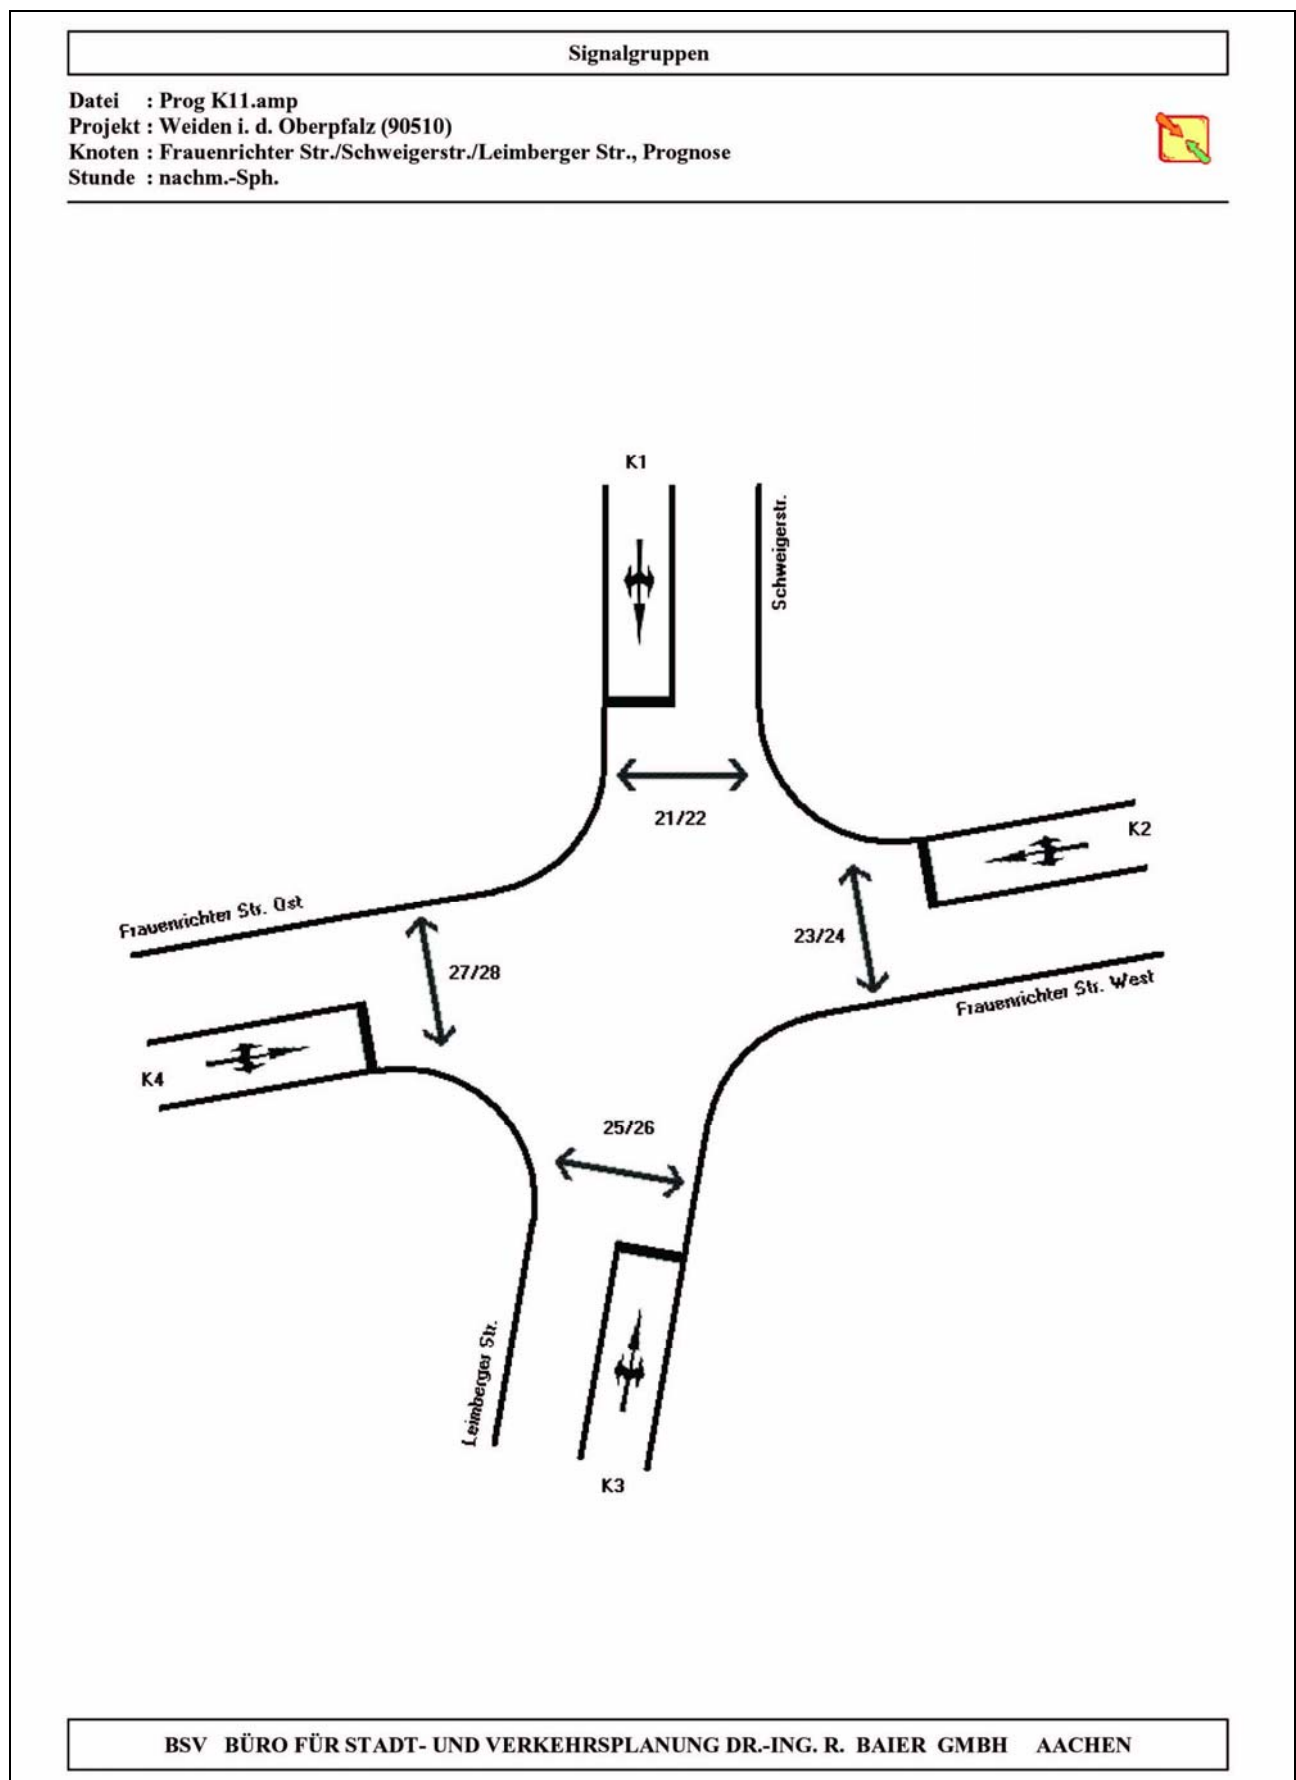 Signalgruppen
Datei : Prog K11.amp
Projekt : Weiden i. d. Oberpfalz (90510)
Knoten : Frauenrichter Str./Schweigerstr./Leimberger Str., Prognose
Stunde : nachm.-Sph.
K1
Schweigerstr.
21/22
K2
Frauenrichter Str. Ost
23/24
27/28
Frauenrichter Str. West
K4
25/26
Leimberger Str.
K3
BSV BÜRO FÜR STADT- UND VERKEHRSPLANUNG DR.-ING. R. BAIER GMBH AACHEN